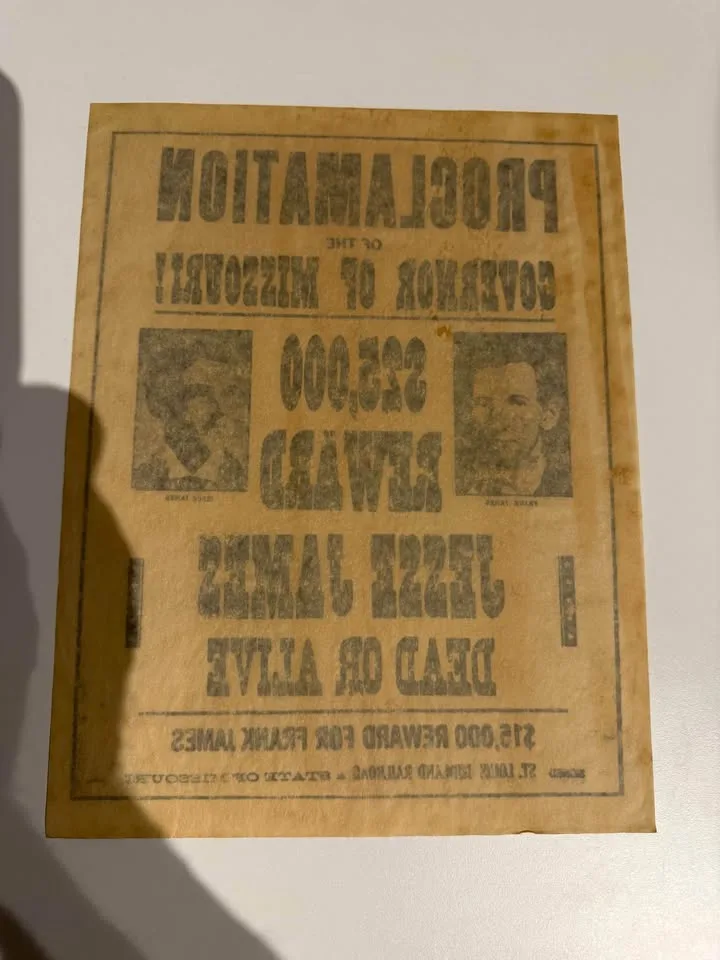 PROCLAMATION
OF THE
GOVERNOR OF MISSOURI!
$25,000
REWARD
JESSE JAMES
DEAD OR ALIVE
$15,000 REWARD FOR FRANK JAMES
ST. LOUIS MIDLAND RAILROAD STATE OF MISSOURI